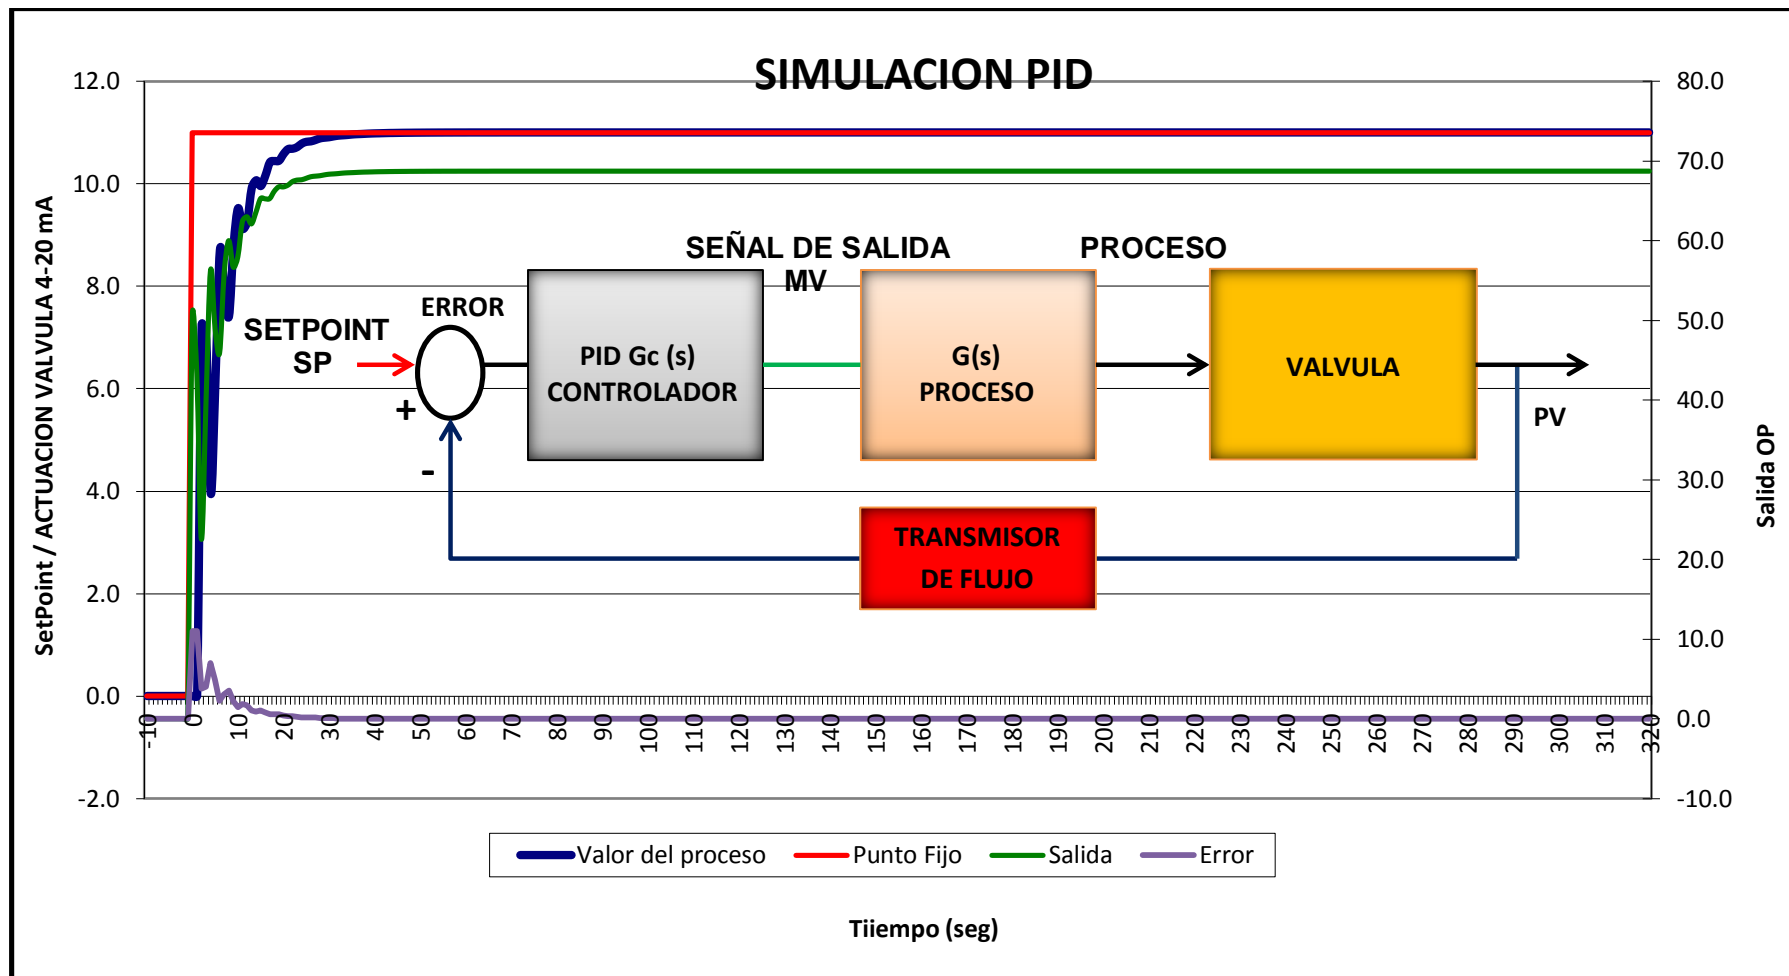 SIMULACION PID
12.0
10.0
8.0
6.0
4.0
2.0
0.0
-2.0
80.0
70.0
60.0
50.0
40.0
30.0
20.0
10.0
0.0
-10.0
SetPoint / ACTUACION VALVULA 4-20 mA
Salida OP
SEÑAL DE SALIDA
MV
PROCESO
ERROR
SETPOINT
SP
+
-
PID Gc (s)
CONTROLADOR
G(s)
PROCESO
VALVULA
PV
TRANSMISOR
DE FLUJO
-10 0 10 20 30 40 50 60 70 80 90 100 110 120 130 140 150 160 170 180 190 200 210 220 230 240 250 260 270 280 290 300 310 320
Valor del proceso Punto Fijo Salida Error
Tiiempo (seg)